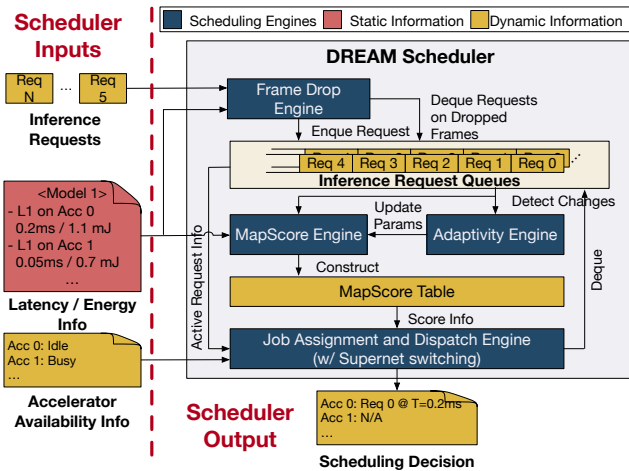 Scheduler
Inputs
Scheduling Engines
Static Information
Dynamic Information
DREAM Scheduler
Req
N
...
Req
5
Inference
Requests
Frame Drop
Engine
Deque Requests
on Dropped
Frames
Enque Request
Req 4
Req 3
Req 2
Req 1
Req 0
Inference Request Queues
<Model 1>
- L1 on Acc 0
0.2ms / 1.1 mJ
- L1 on Acc 1
0.05ms / 0.7 mJ
...
Latency / Energy
Info
Active Request Info
Detect Changes
Update
Params
MapScore Engine
Adaptivity Engine
Deque
Construct
MapScore Table
Score Info
Acc 0: Idle
Acc 1: Busy
...
Accelerator
Availability Info
Job Assignment and Dispatch Engine
(w/ Supernet switching)
Scheduler
Output
Acc 0: Req 0 @ T=0.2ms
Acc 1: N/A
...
Scheduling Decision